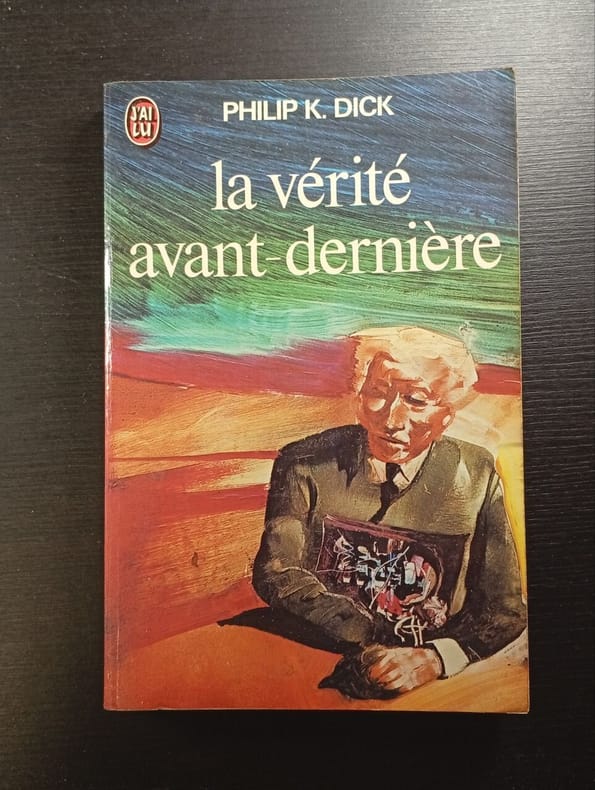 J'AI
LU
PHILIP K. DICK
la vérité
avant-dernière